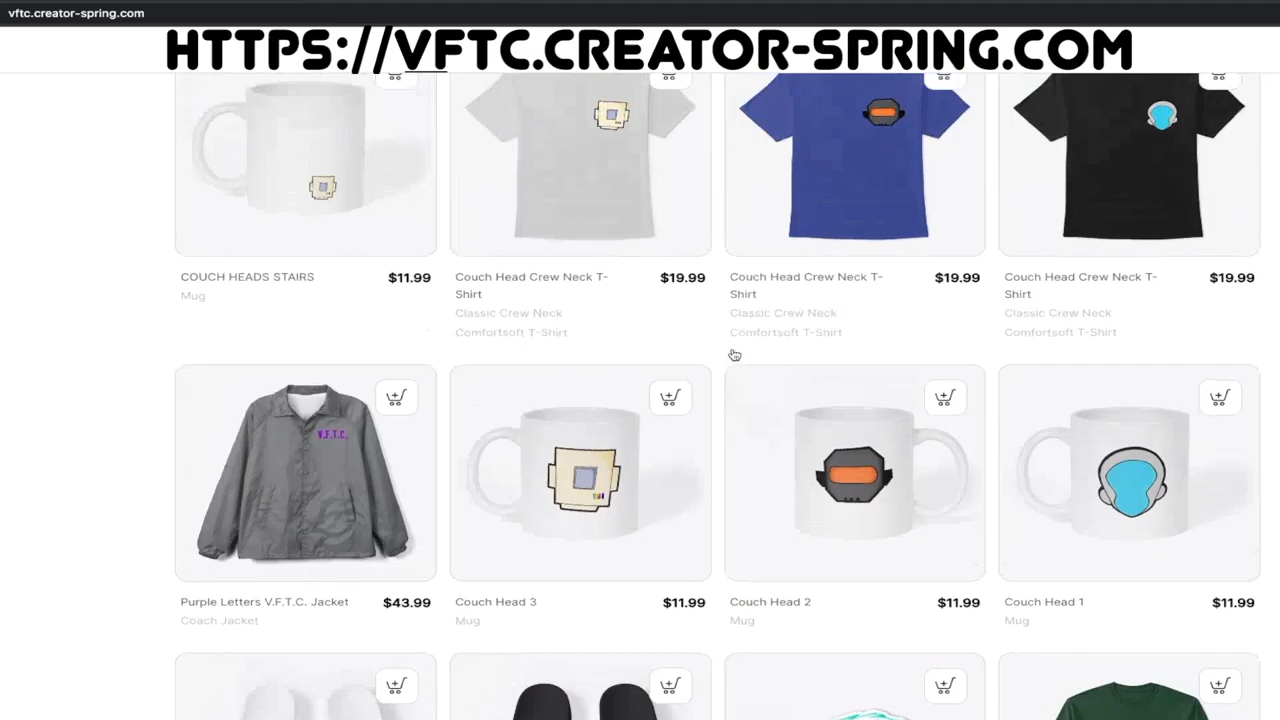 vftc.creator-spring.com
HTTPS://VFTC.CREATOR-SPRING.COM
COUCH HEADS STAIRS $11.99
Mug
Couch Head Crew Neck T- $19.99
Shirt
Classic Crew Neck
Comfortsoft T-Shirt
Couch Head Crew Neck T- $19.99
Shirt
Classic Crew Neck
Comfortsoft T-Shirt
Couch Head Crew Neck T- $19.99
Shirt
Classic Crew Neck
Comfortsoft T-Shirt
V.F.T.C.
Purple Letters V.F.T.C. Jacket $43.99
Coach Jacket
Couch Head 3 $11.99
Mug
Couch Head 2 $11.99
Mug
Couch Head 1 $11.99
Mug